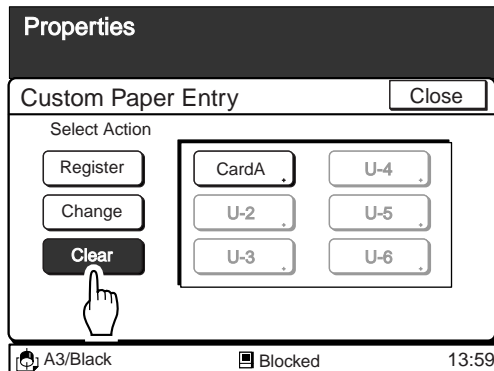 Properties
Custom Paper Entry Close
Select Action
Register CardA U-4
Change U-2 U-5
Clear U-3 U-6
A3/Black Blocked 13:59